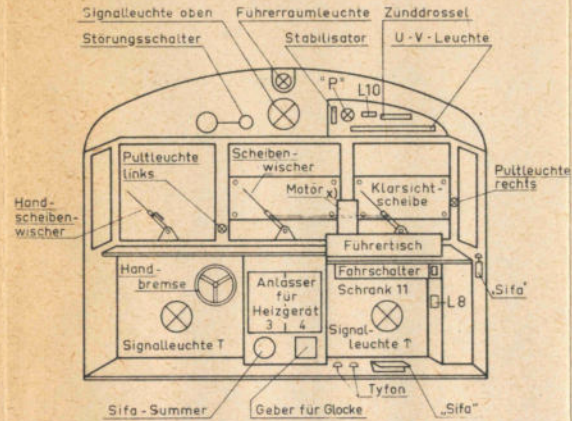 Signalleuchte oben
Führerraumleuchte
Zünddrossel
Störungsschalter
Stabilisator
U-V-Leuchte
"P"
L10
Pultleuchte
links
Scheiben-
wischer
Motor x)
Klarsicht-
scheibe
Pultleuchte
rechts
Hand-
scheiben-
wischer
Führertisch
Hand-
bremse
Anlasser
für
Heizgerät
3 4
Fahrschalter
Schrank 11
„Sifa"
L8
Signalleuchte T
Signal-
leuchte T
Tyfon
Sifa-Summer
Geber für Glocke
„Sifa"